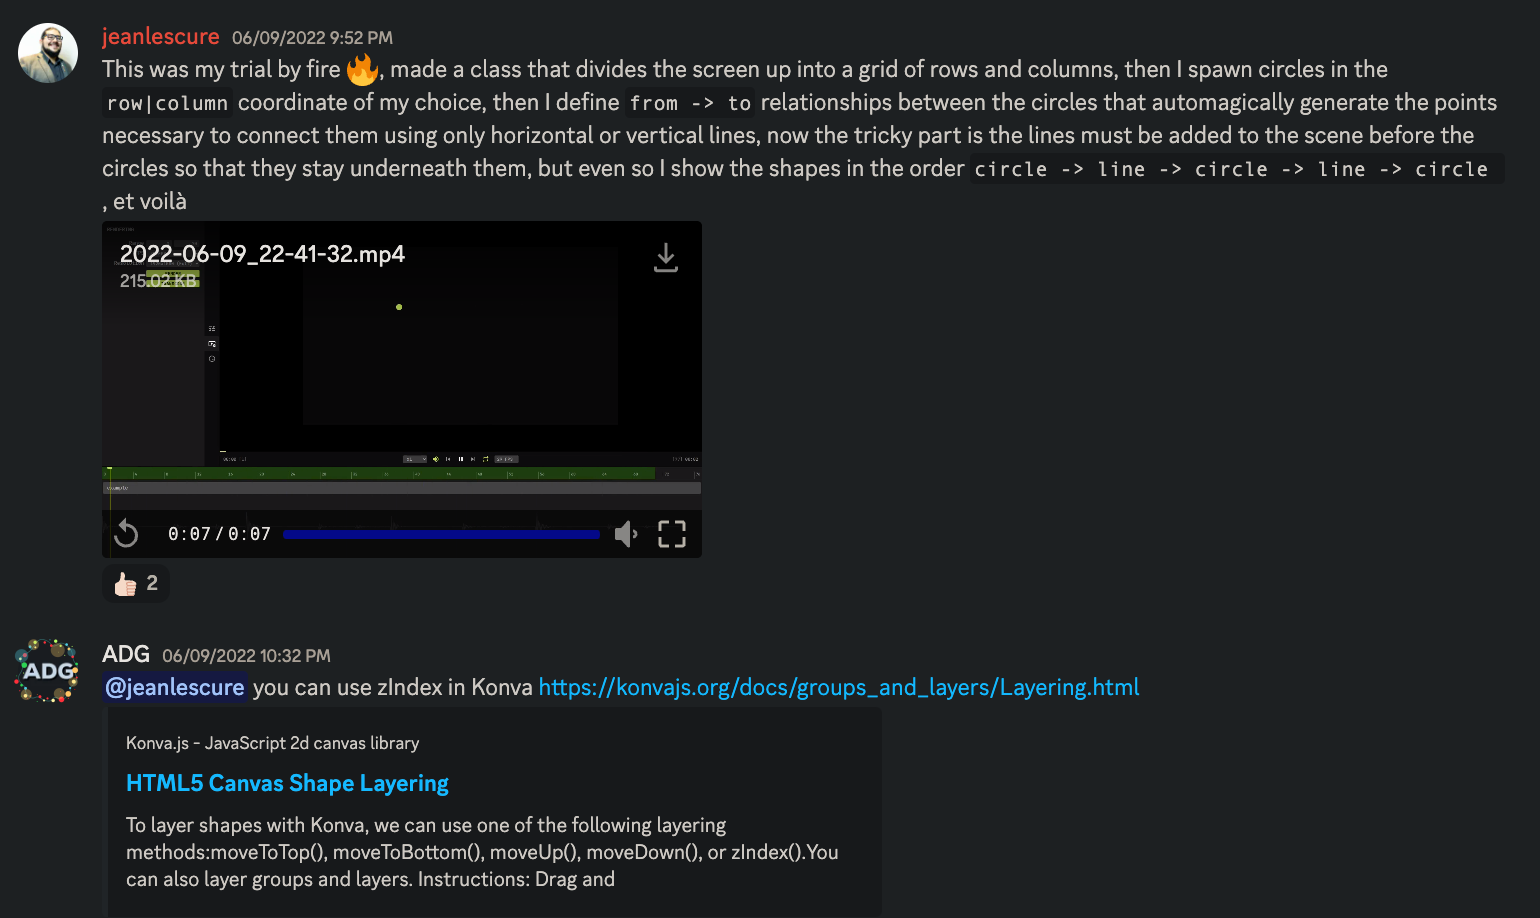 jeanlescure 06/09/2022 9:52 PM
This was my trial by fire 🔥, made a class that divides the screen up into a grid of rows and columns, then I spawn circles in the
row|column coordinate of my choice, then I define from -> to relationships between the circles that automagically generate the points
necessary to connect them using only horizontal or vertical lines, now the tricky part is the lines must be added to the scene before the
circles so that they stay underneath them, but even so I show the shapes in the order circle -> line -> circle -> line -> circle
, et voilà
2022-06-09_22-41-32.mp4
215.02 KB
0:07/0:07
2
ADG
ADG 06/09/2022 10:32 PM
@jeanlescure you can use zIndex in Konva https://konvajs.org/docs/groups_and_layers/Layering.html
Konva.js - JavaScript 2d canvas library
HTML5 Canvas Shape Layering
To layer shapes with Konva, we can use one of the following layering
methods:moveToTop(), moveToBottom(), moveUp(), moveDown(), or zIndex().You
can also layer groups and layers. Instructions: Drag and